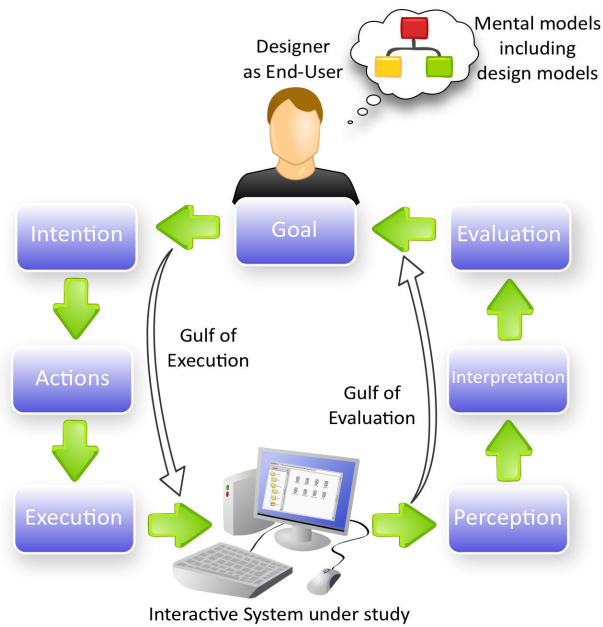 Designer
as End-User
Mental models
including
design models
Intention
Goal
Evaluation
Gulf of
Execution
Actions
Gulf of
Evaluation
Interpretation
Execution
Perception
Interactive System under study